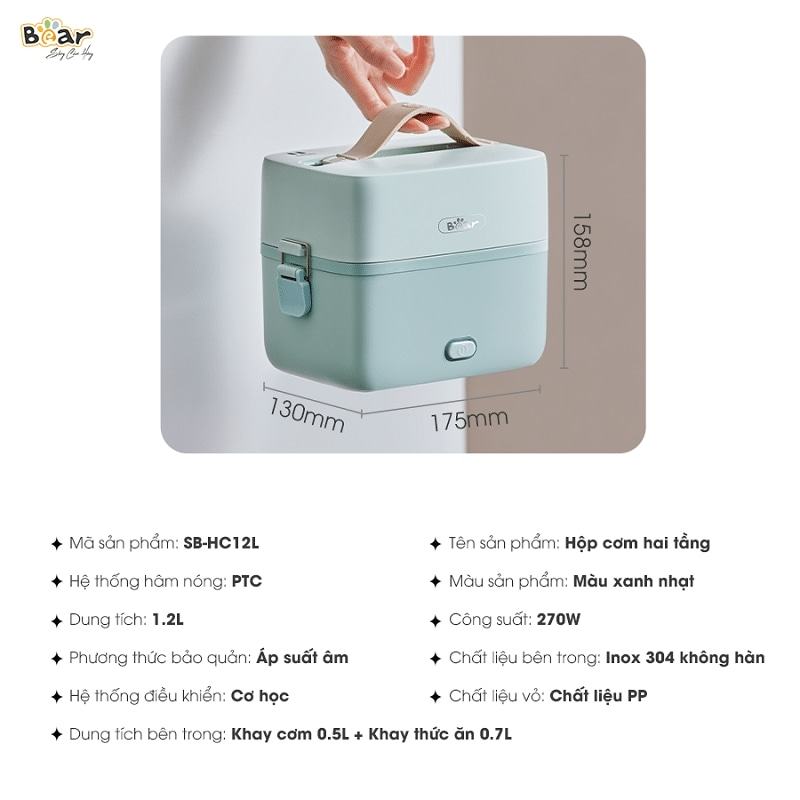 Bear
Sống Cảm Hứng
Bear
158mm
130mm
175mm
Mã sản phẩm: SB-HC12L
Tên sản phẩm: Hộp cơm hai tầng
Hệ thống hâm nóng: PTC
Màu sản phẩm: Màu xanh nhạt
Dung tích: 1.2L
Công suất: 270W
Phương thức bảo quản: Áp suất âm
Chất liệu bên trong: Inox 304 không hàn
Hệ thống điều khiển: Cơ học
Chất liệu vỏ: Chất liệu PP
Dung tích bên trong: Khay cơm 0.5L + Khay thức ăn 0.7L